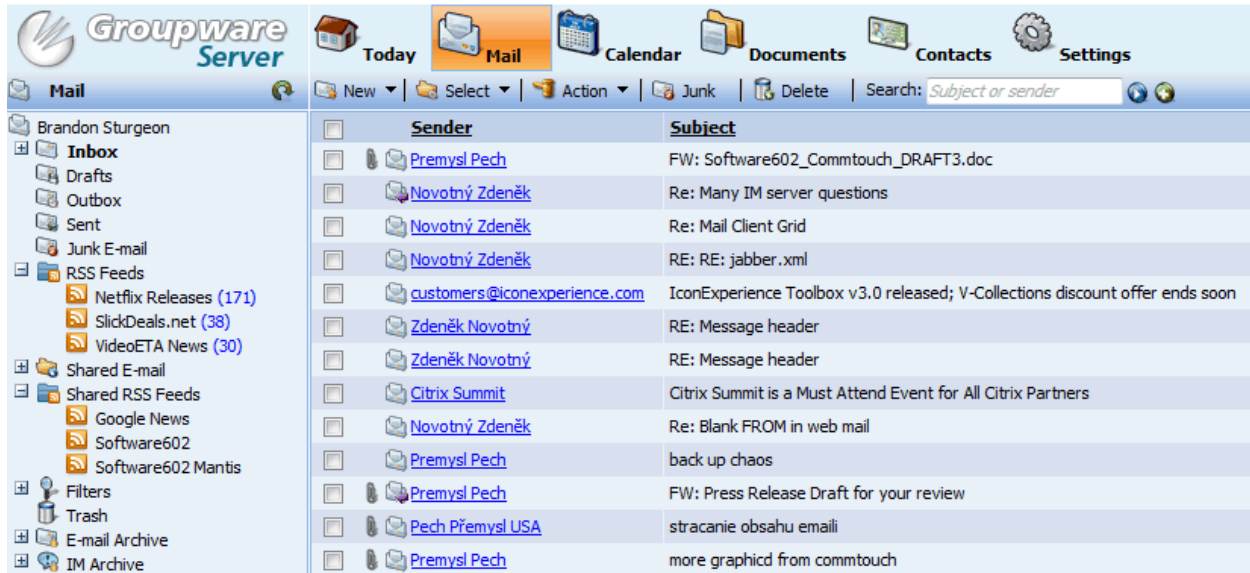 Groupware Server
Today Mail Calendar Documents Contacts Settings
Mail New Select Action Junk Delete Search: Subject or sender
Brandon Sturgeon
Inbox
Drafts
Outbox
Sent
Junk E-mail
RSS Feeds
Netflix Releases (171)
SlickDeals.net (38)
VideoETA News (30)
Shared E-mail
Shared RSS Feeds
Google News
Software602
Software602 Mantis
Filters
Trash
E-mail Archive
IM Archive
Sender Subject
Premysl Pech FW: Software602_Commtouch_DRAFT3.doc
Novotný Zdeněk Re: Many IM server questions
Novotný Zdeněk Re: Mail Client Grid
Novotný Zdeněk RE: RE: jabber.xml
customers@iconexperience.com IconExperience Toolbox v3.0 released; V-Collections discount offer ends soon
Zdeněk Novotný RE: Message header
Zdeněk Novotný RE: Message header
Citrix Summit Citrix Summit is a Must Attend Event for All Citrix Partners
Novotný Zdeněk Re: Blank FROM in web mail
Premysl Pech back up chaos
Premysl Pech FW: Press Release Draft for your review
Pech Přemysl USA stracanie obsahu emaili
Premysl Pech more graphicd from commtouch